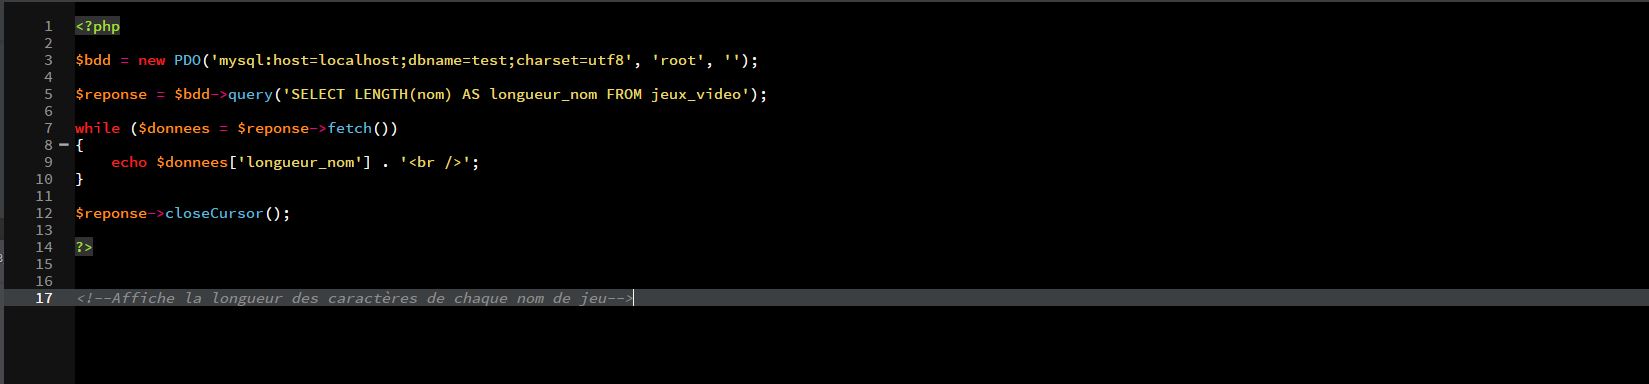 1 <?php
2
3 $bdd = new PDO('mysql:host=localhost;dbname=test;charset=utf8', 'root', '');
4
5 $reponse = $bdd->query('SELECT LENGTH(nom) AS longueur_nom FROM jeux_video');
6
7 while ($donnees = $reponse->fetch())
8 {
9     echo $donnees['longueur_nom'] . '<br />';
10 }
11
12 $reponse->closeCursor();
13
14 ?>
15
16
17 <!--Affiche la longueur des caractères de chaque nom de jeu-->